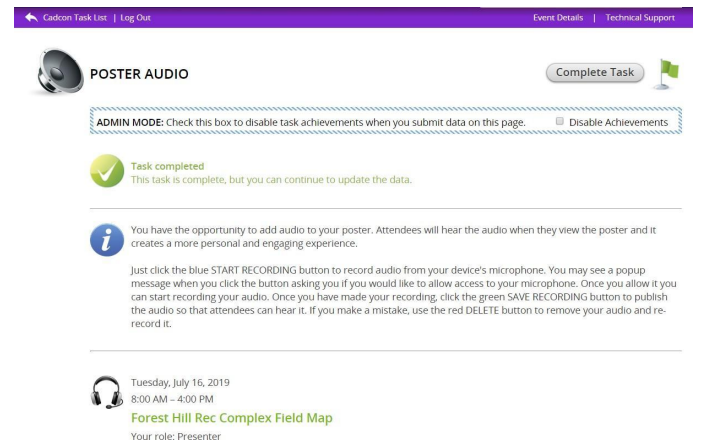 Cadcon Task List | Log Out Event Details | Technical Support
POSTER AUDIO Complete Task
ADMIN MODE: Check this box to disable task achievements when you submit data on this page. Disable Achievements
Task completed
This task is complete, but you can continue to update the data.
You have the opportunity to add audio to your poster. Attendees will hear the audio when they view the poster and it
creates a more personal and engaging experience.
Just click the blue START RECORDING button to record audio from your device's microphone. You may see a popup
message when you click the button asking you if you would like to allow access to your microphone. Once you allow it you
can start recording your audio. Once you have made your recording, click the green SAVE RECORDING button to publish
the audio so that attendees can hear it. If you make a mistake, use the red DELETE button to remove your audio and re-
record it.
Tuesday, July 16, 2019
8:00 AM – 4:00 PM
Forest Hill Rec Complex Field Map
Your role: Presenter